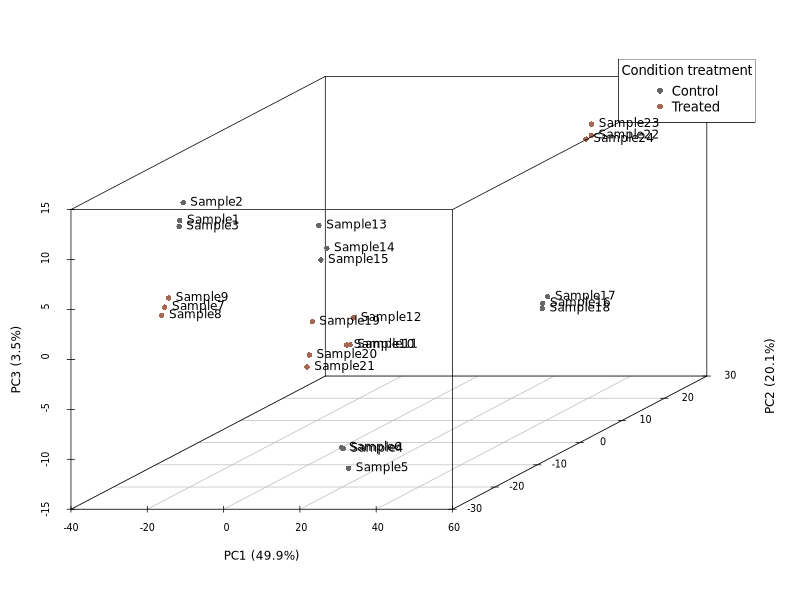 Condition treatment
Control
Treated
Sample23
Sample22
Sample24
Sample2
Sample1
Sample3
Sample13
Sample14
Sample15
Sample9
Sample7
Sample8
Sample17
Sample16
Sample18
Sample12
Sample19
Sample10
Sample11
Sample20
Sample21
Sample6
Sample4
Sample5
15
10
5
0
-5
-10
-15
PC3 (3.5%)
-40
-20
0
20
40
60
PC1 (49.9%)
30
20
10
0
-10
-20
-30
PC2 (20.1%)